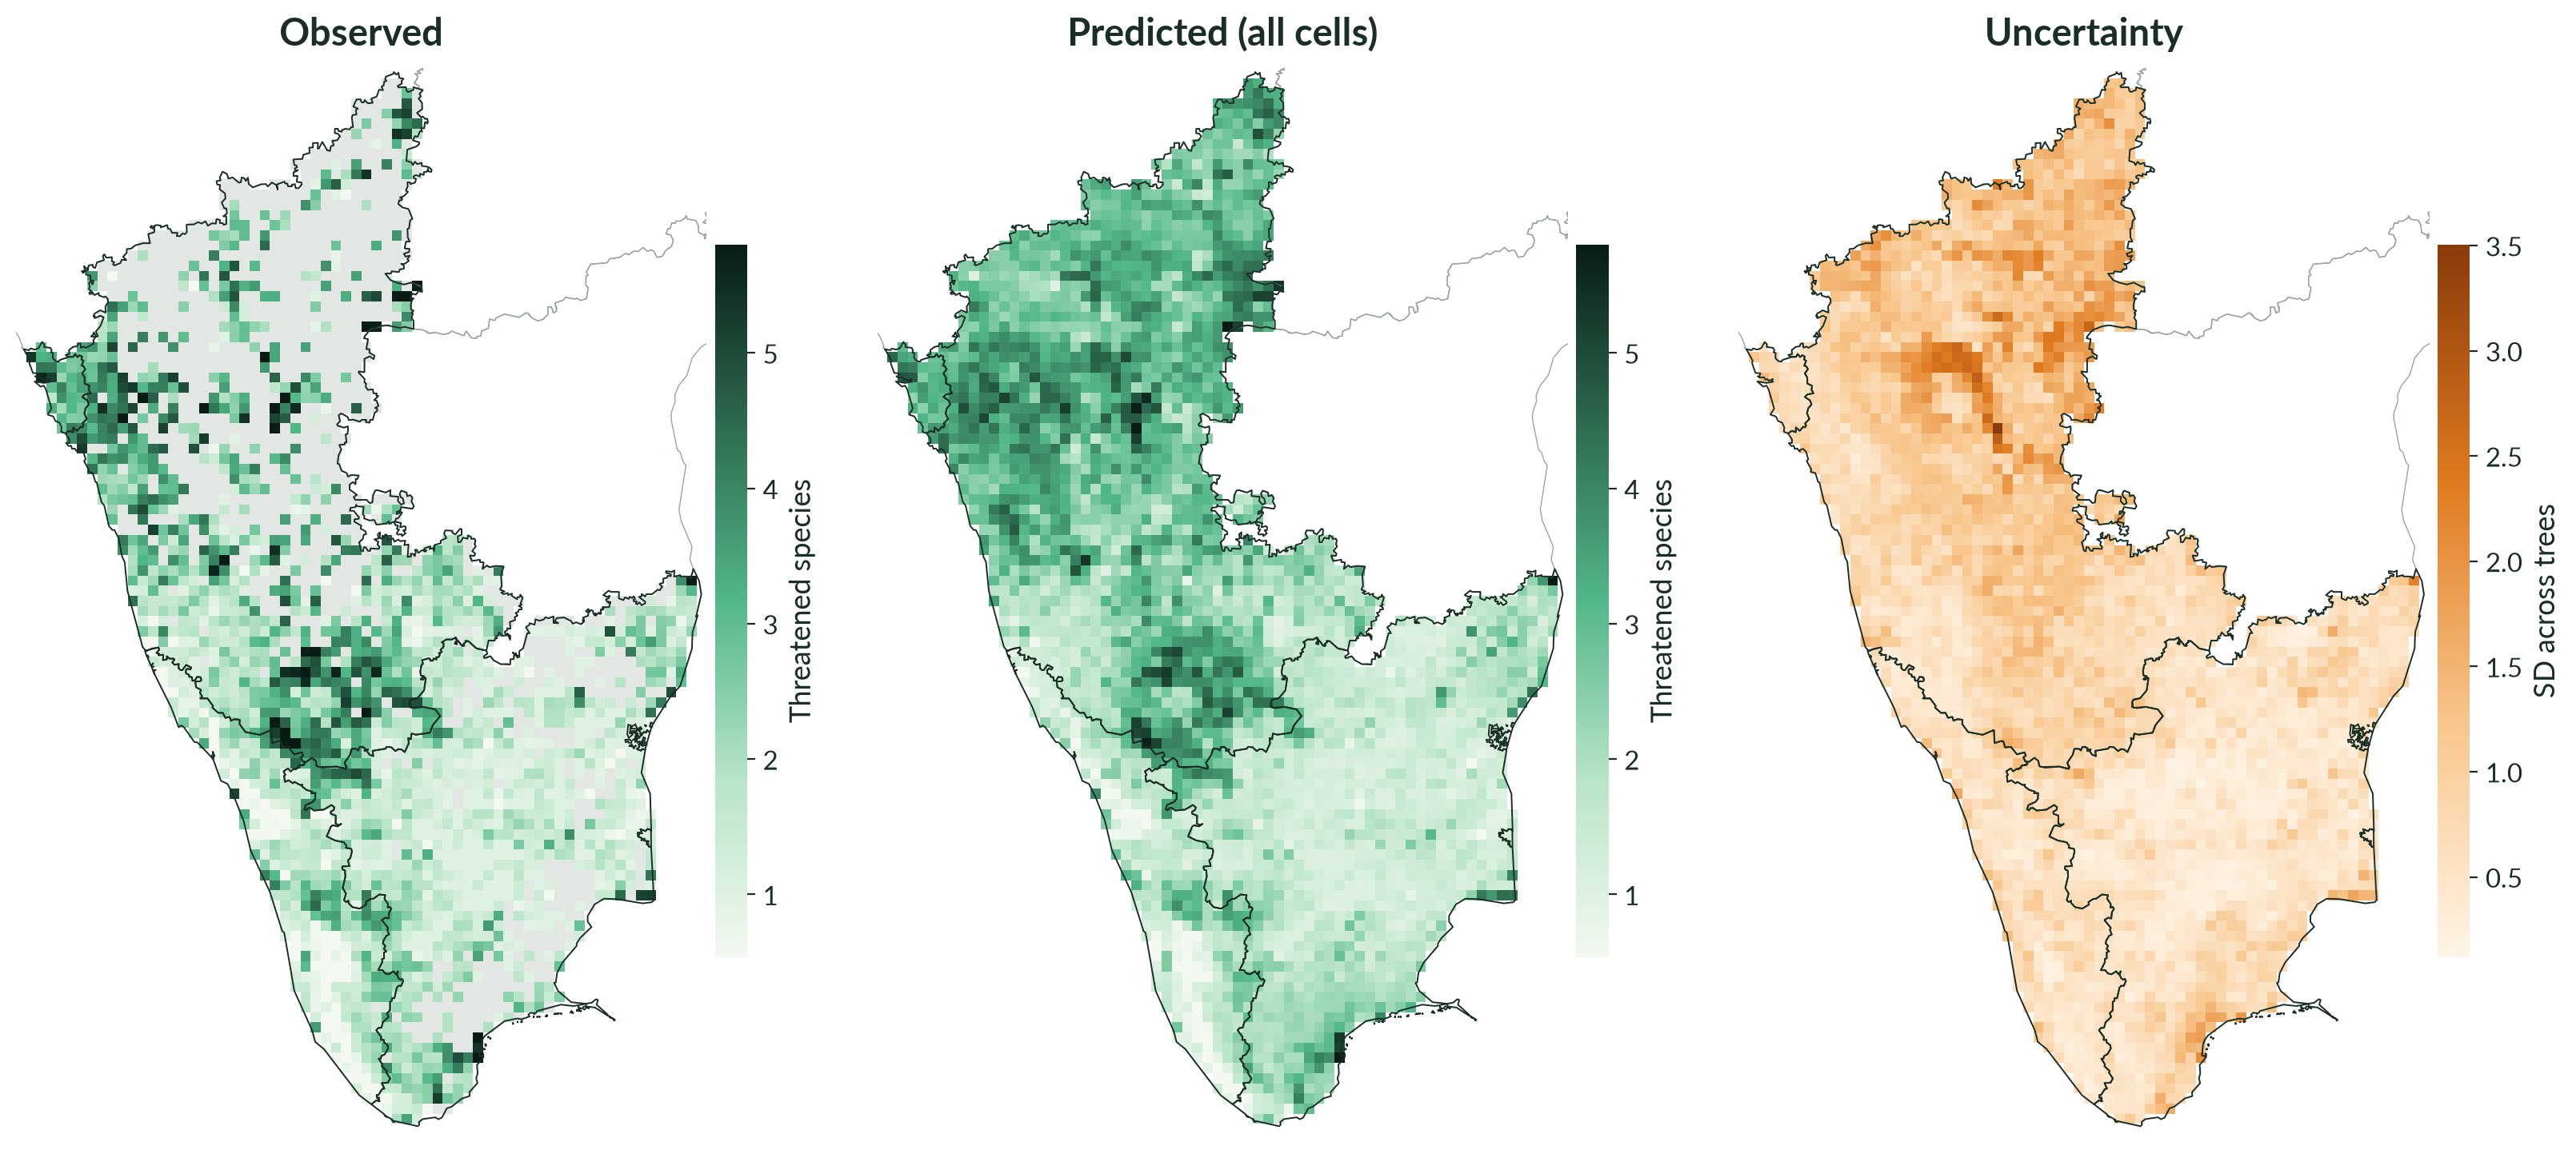 Observed
Predicted (all cells)
Uncertainty
5
4
3
2
1
Threatened species
5
4
3
2
1
Threatened species
3.5
3.0
2.5
2.0
1.5
1.0
0.5
SD across trees